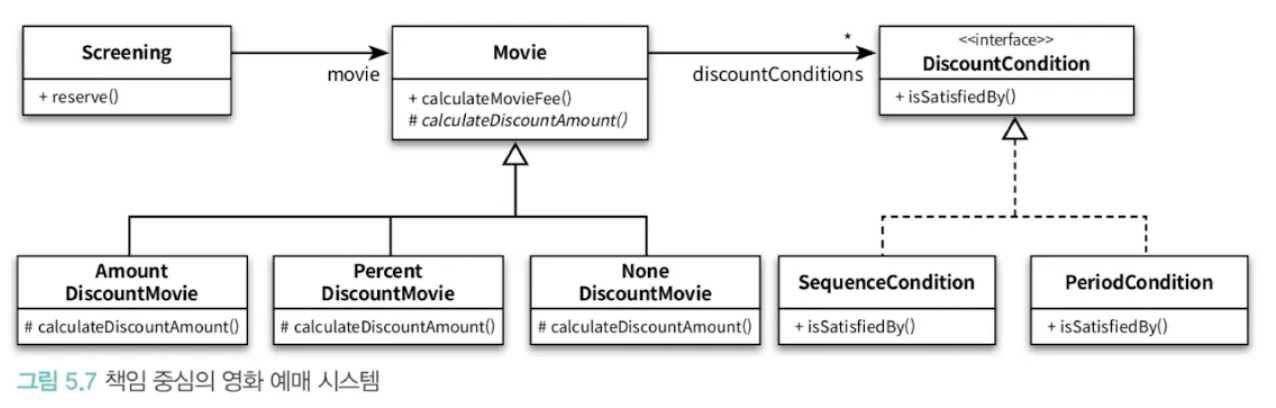 Screening
+ reserve()
movie
Movie
+ calculateMovieFee()
# calculateDiscountAmount()
*
discountConditions
<<interface>>
DiscountCondition
+ isSatisfiedBy()
Amount
DiscountMovie
# calculateDiscountAmount()
Percent
DiscountMovie
# calculateDiscountAmount()
None
DiscountMovie
# calculateDiscountAmount()
SequenceCondition
+ isSatisfiedBy()
PeriodCondition
+ isSatisfiedBy()
그림 5.7 책임 중심의 영화 예매 시스템